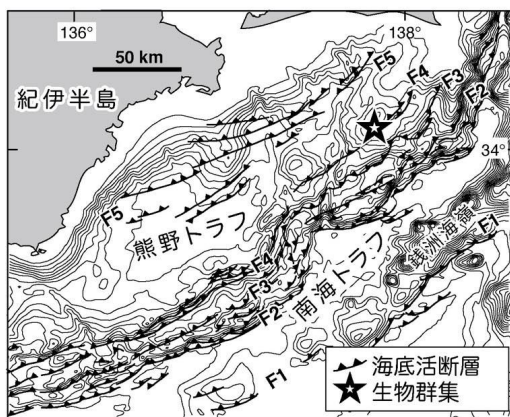 136°
138°
50 km
F5
F4
F3
F2
紀伊半島
34°
F5
熊野トラフ
銭洲海嶺
F1
F4
南海トラフ
F3
F2
F1
海底活断層
生物群集